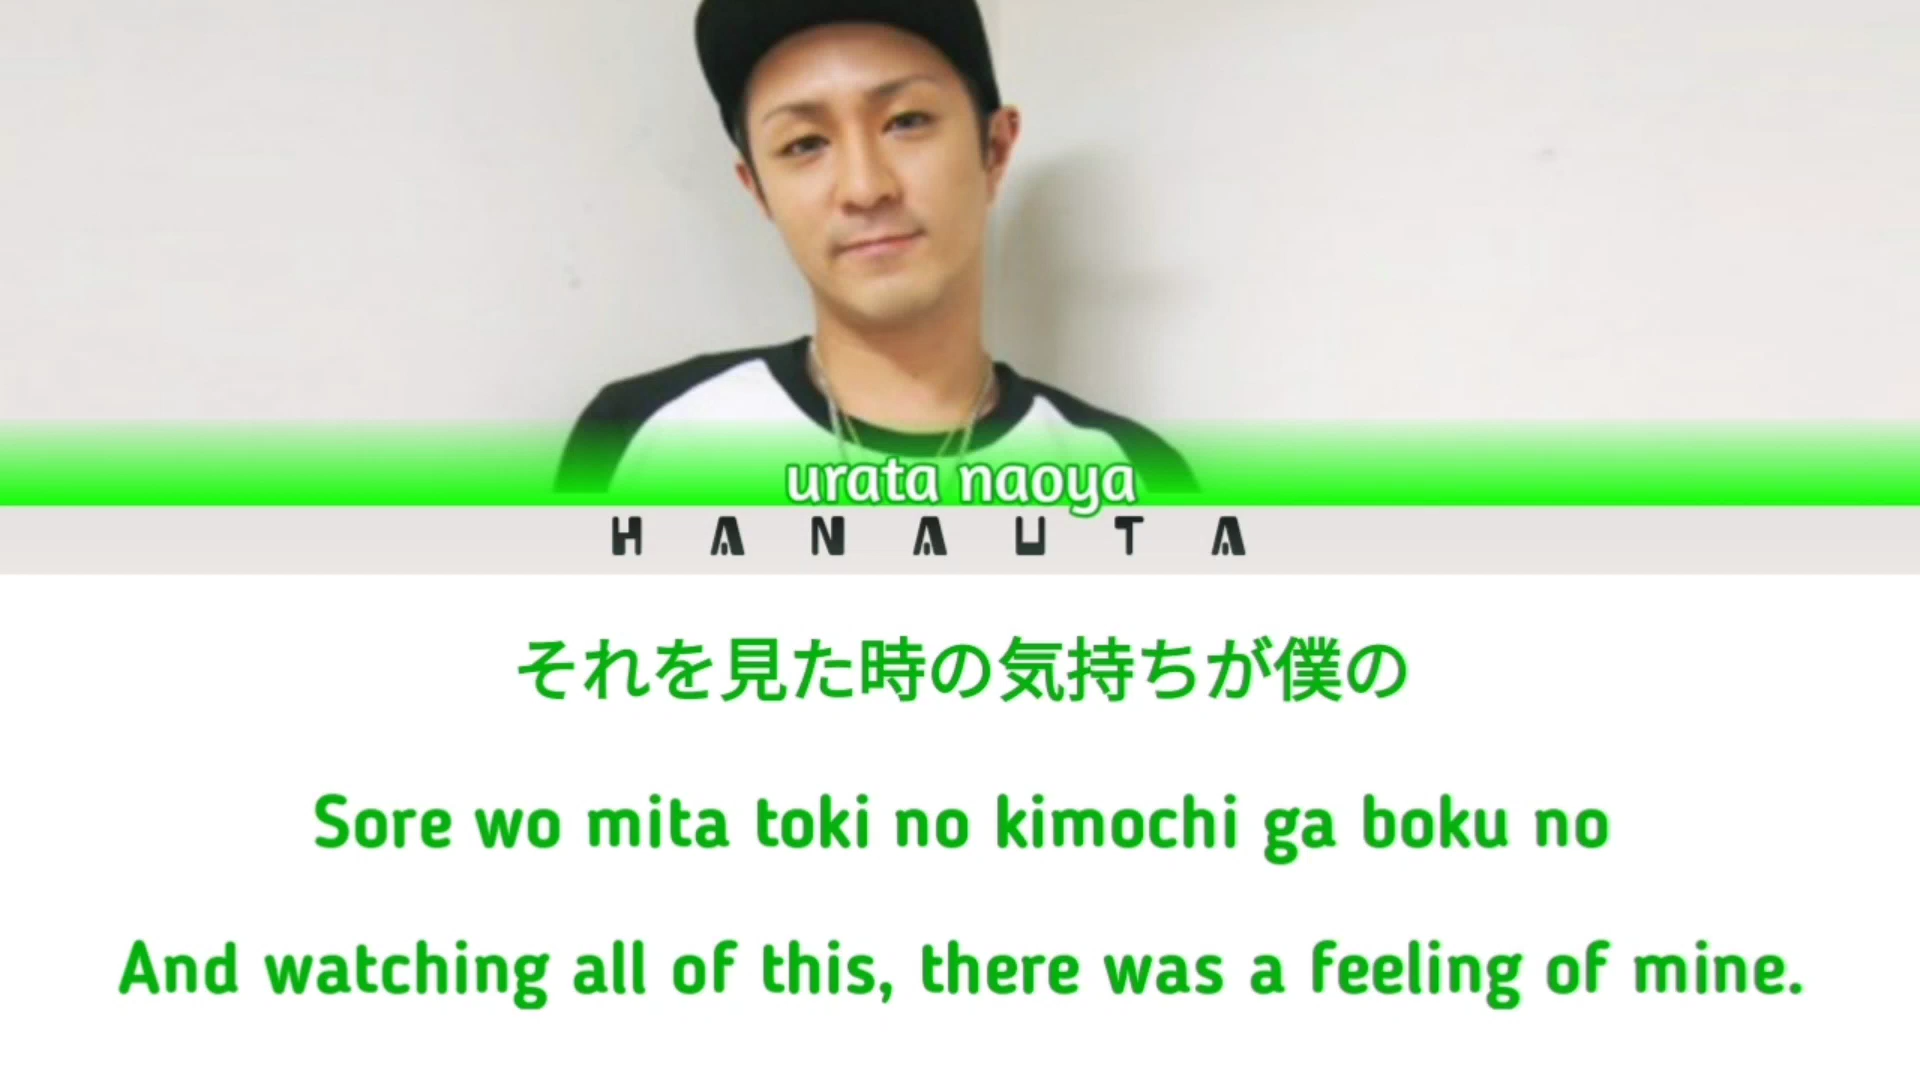 urata naoya
HANAUTA
それを見た時の気持ちが僕の
Sore wo mita toki no kimochi ga boku no
And watching all of this, there was a feeling of mine.